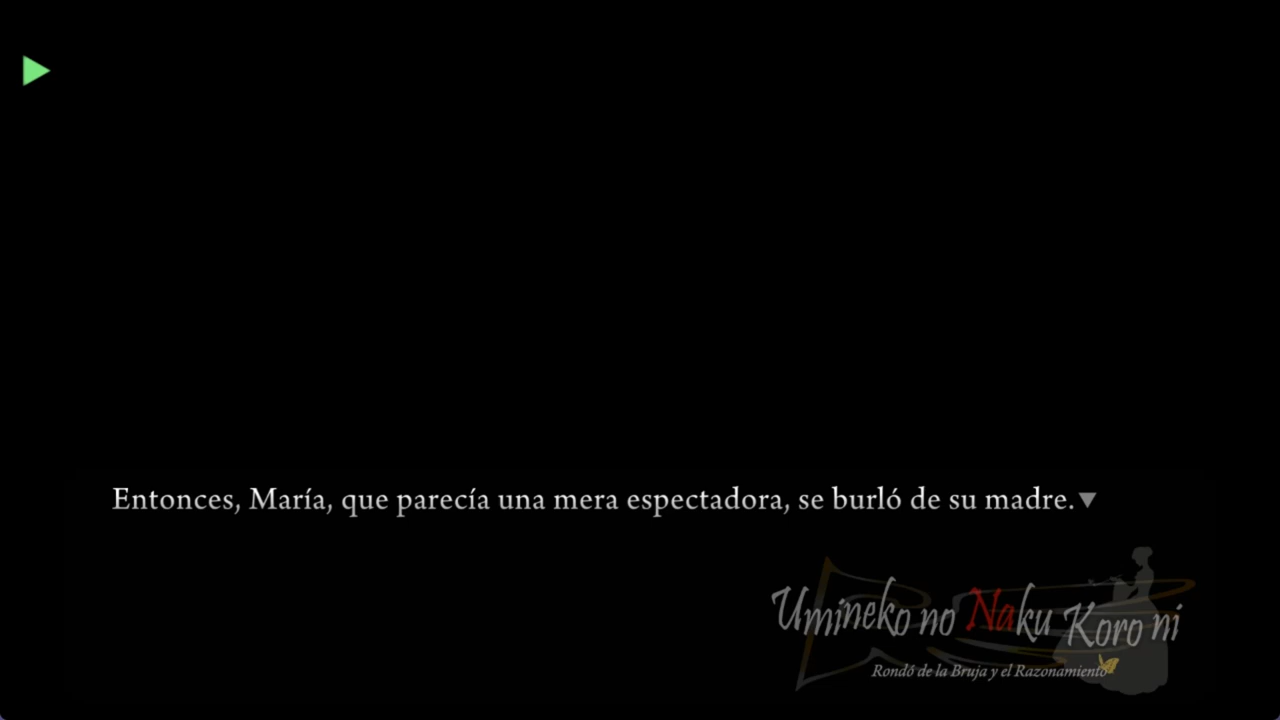 Entonces, María, que parecía una mera espectadora, se burló de su madre.
Umineko no Naku Koro ni
Rondó de la Bruja y el Razonamiento